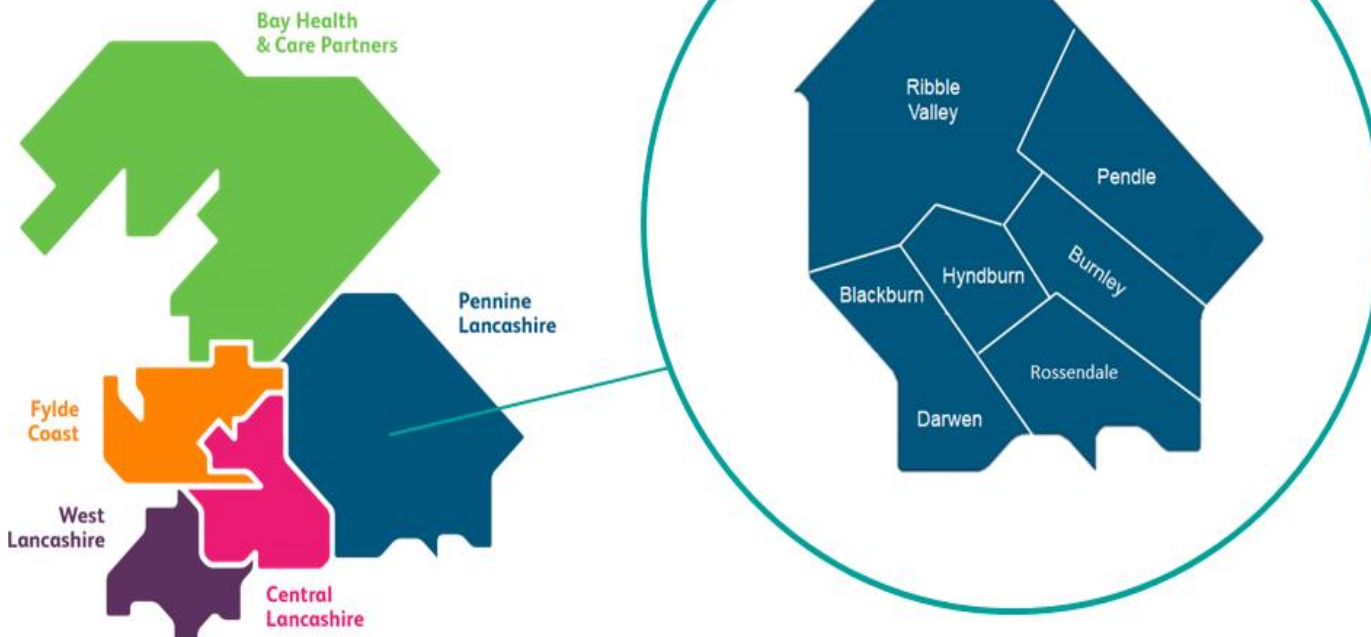 Bay Health
& Care Partners
Pennine
Lancashire
Fylde
Coast
West
Lancashire
Central
Lancashire
Ribble
Valley
Pendle
Burnley
Hyndburn
Blackburn
Rossendale
Darwen